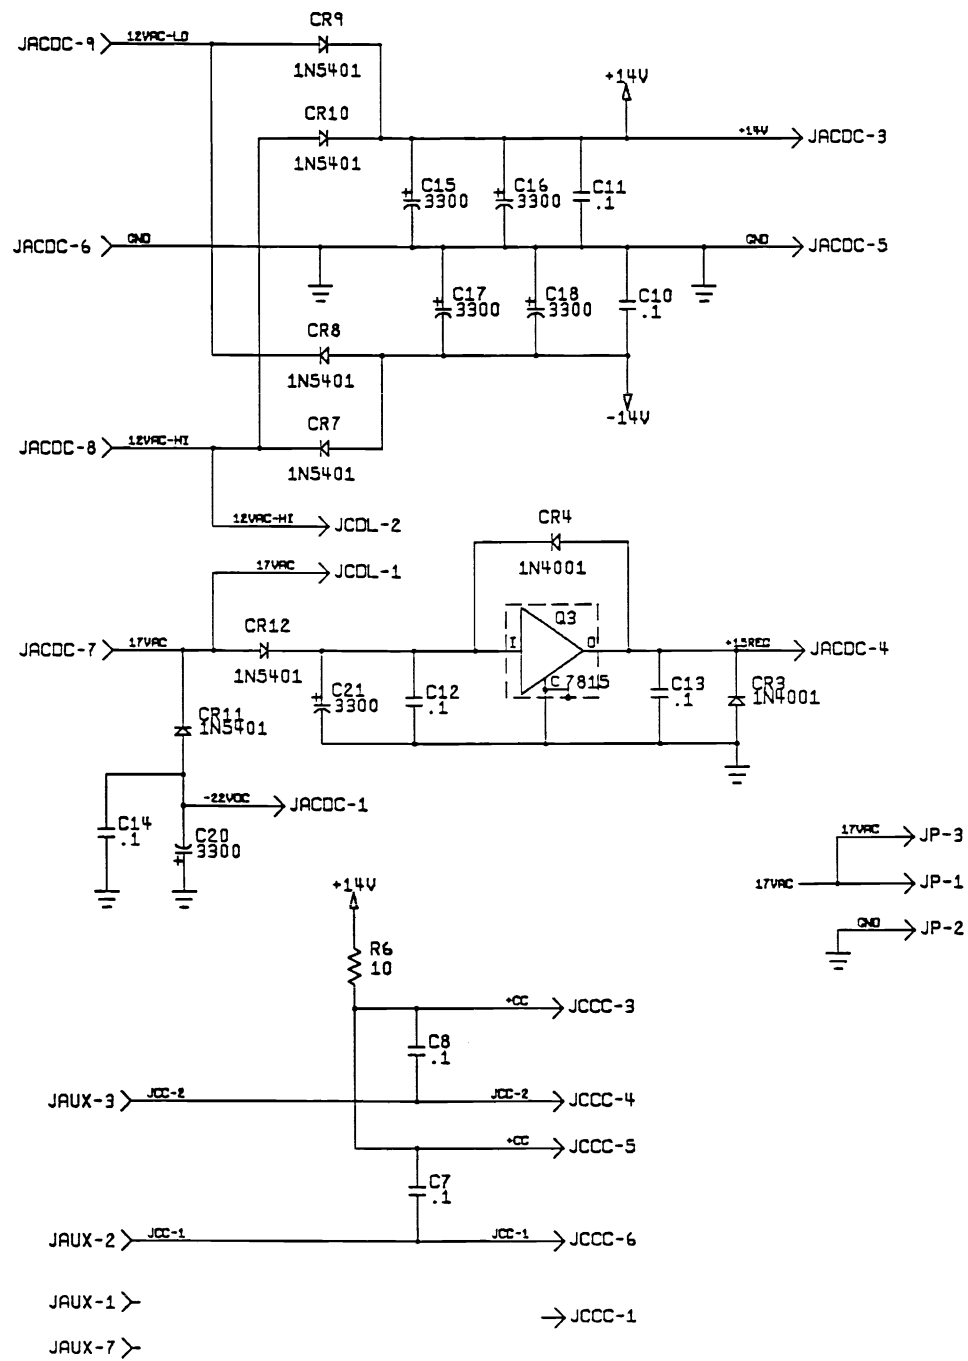 CR9
JACDC-9
12VAC-LO
1N5401
+14V
CR10
+14V
JACDC-3
1N5401
C15
3300
C16
3300
C11
.1
JACDC-6
GND
GND
JACDC-5
C17
3300
C18
3300
C10
.1
CR8
1N5401
-14V
CR7
JACDC-8
12VAC-HI
1N5401
12VAC-HI
JCDL-2
CR4
17VAC
JCDL-1
1N4001
Q3
CR12
JACDC-7
17VAC
I
O
+15REG
JACDC-4
1N5401
C21
3300
C12
.1
C
7815
C13
.1
CR3
1N4001
CR11
1N5401
-22VDC
JACDC-1
C14
.1
C20
3300
17VAC
JP-3
+14V
17VAC
JP-1
GND
JP-2
R6
10
+CC
JCCC-3
C8
.1
JAUX-3
JCC-2
JCC-2
JCCC-4
+CC
JCCC-5
C7
.1
JAUX-2
JCC-1
JCC-1
JCCC-6
JAUX-1
JCCC-1
JAUX-7